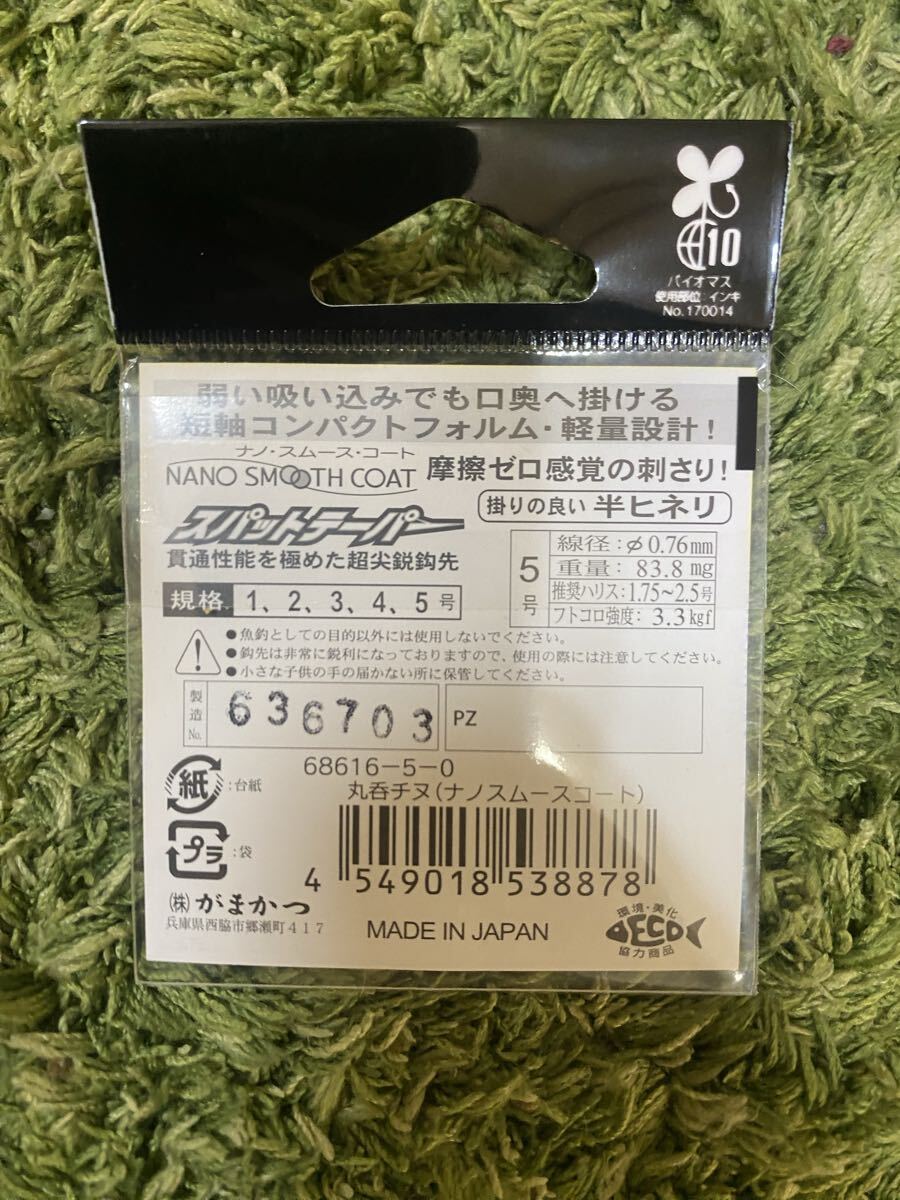 10
バイオマス
使用部位:インキ
No.170014
弱い吸い込みでも口奥へ掛ける
短軸コンパクトフォルム・軽量設計!
ナノ・スムース・コート
NANO SMOOTH COAT 摩擦ゼロ感覚の刺さり!
掛りの良い 半ヒネリ
スパットテーパー
貫通性能を極めた超尖鋭鈎先
5号
線径:φ0.76mm
重量:83.8mg
推奨ハリス:1.75~2.5号
フトコロ強度:3.3kgf
規格 1、2、3、4、5号
●魚釣としての目的以外には使用しないでください。
●鈎先は非常に鋭利になっておりますので、使用の際には注意してください。
●小さな子供の手の届かない所に保管してください。
製造No. 636703 PZ
68616-5-0
丸呑チヌ(ナノスムースコート)
紙:台紙
プラ:袋
4 549018 538878
(株)がまかつ
兵庫県西脇市郷瀬町417
MADE IN JAPAN
環境・美化
ECO
協力商品